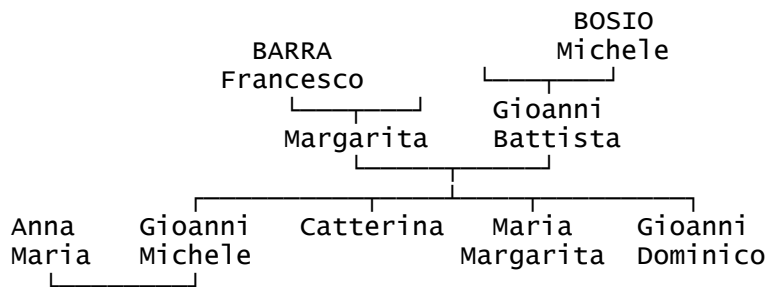 BOSIO
BARRA Michele
Francesco
Gioanni
Margarita Battista
Anna Gioanni Catterina Maria Gioanni
Maria Michele Margarita Dominico